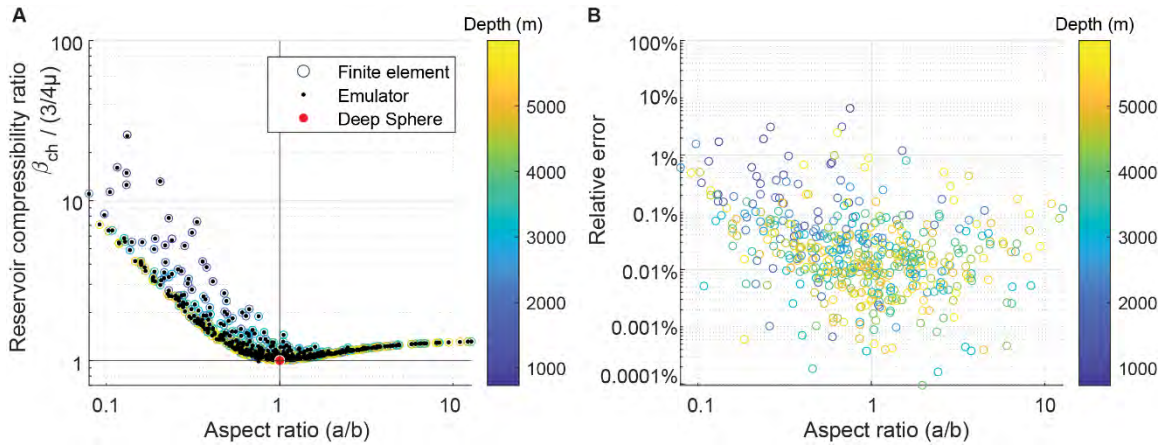 A
Reservoir compressibility ratio
β_ch / (3/4μ)
100
10
1
0.1
1
10
Aspect ratio (a/b)
Finite element
Emulator
Deep Sphere
Depth (m)
5000
4000
3000
2000
1000
B
Relative error
100%
10%
1%
0.1%
0.01%
0.001%
0.0001%
0.1
1
10
Aspect ratio (a/b)
Depth (m)
5000
4000
3000
2000
1000